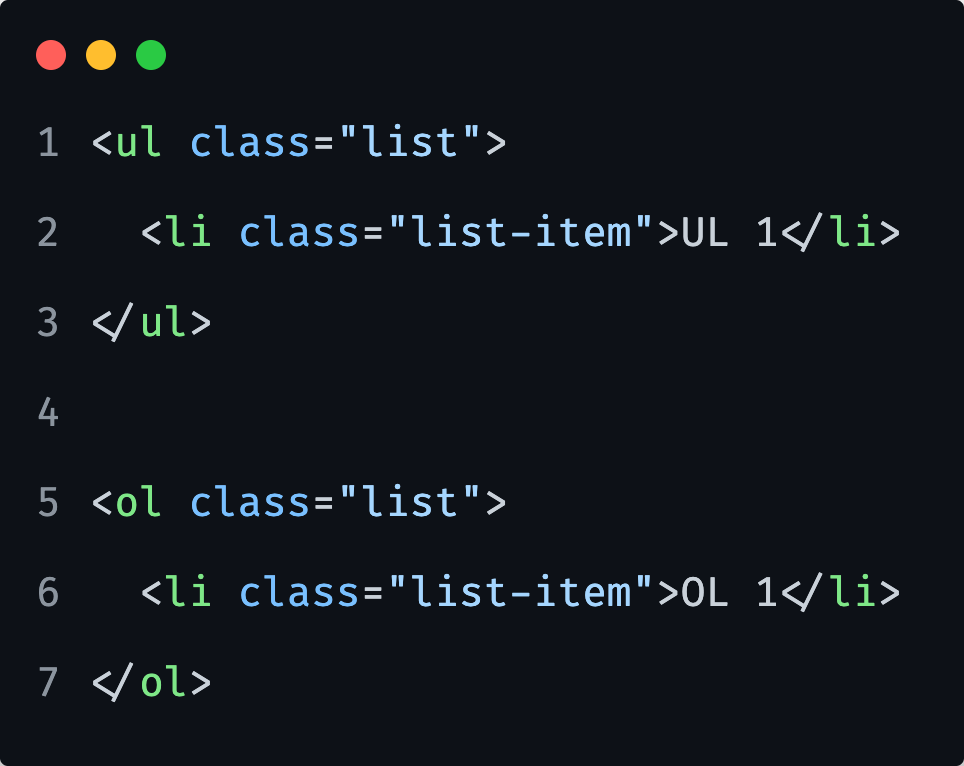 1 <ul class="list">
2   <li class="list-item">UL 1</li>
3 </ul>
4
5 <ol class="list">
6   <li class="list-item">OL 1</li>
7 </ol>